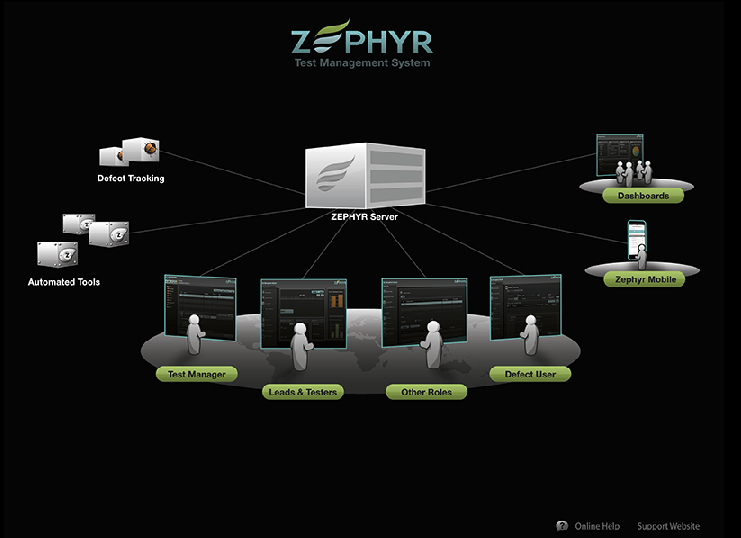 ZEPHYR
Test Management System
Defect Tracking
ZEPHYR Server
Dashboards
Automated Tools
Zephyr Mobile
Test Manager
Leads & Testers
Other Roles
Defect User
? Online Help Support Website